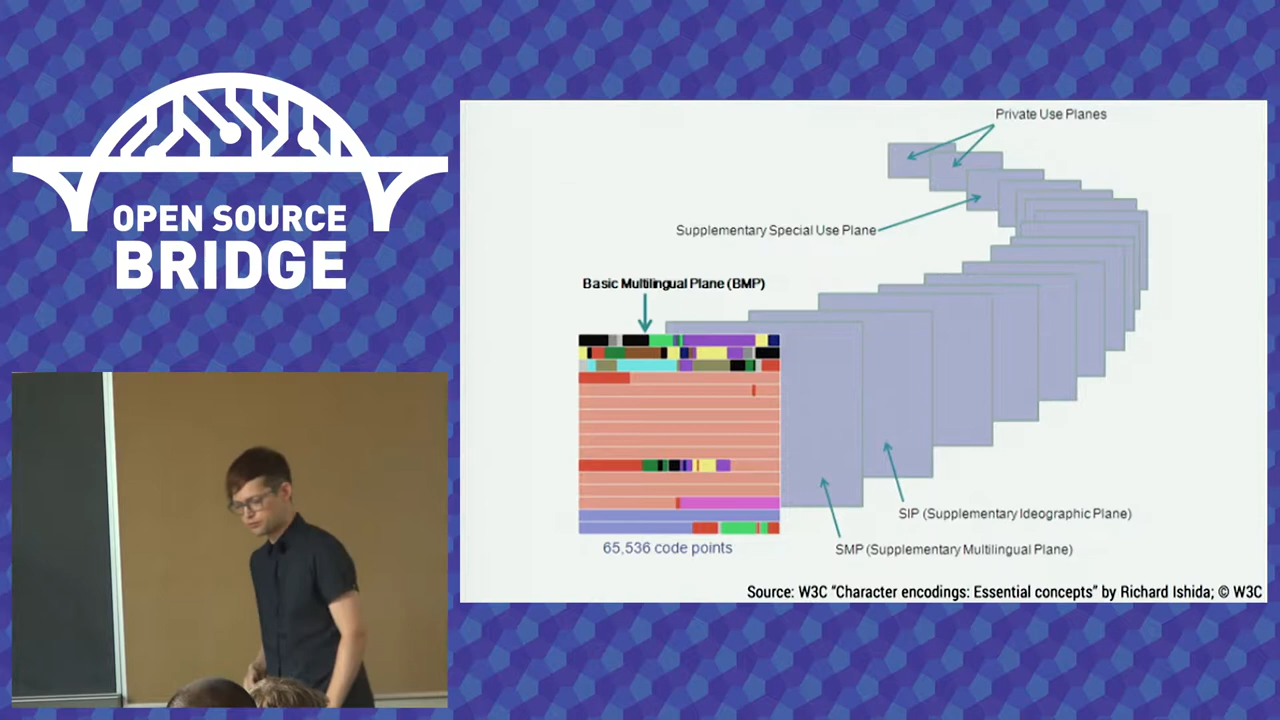 OPEN SOURCE
BRIDGE
Private Use Planes
Supplementary Special Use Plane
Basic Multilingual Plane (BMP)
SIP (Supplementary Ideographic Plane)
65,536 code points
SMP (Supplementary Multilingual Plane)
Source: W3C “Character encodings: Essential concepts” by Richard Ishida; © W3C